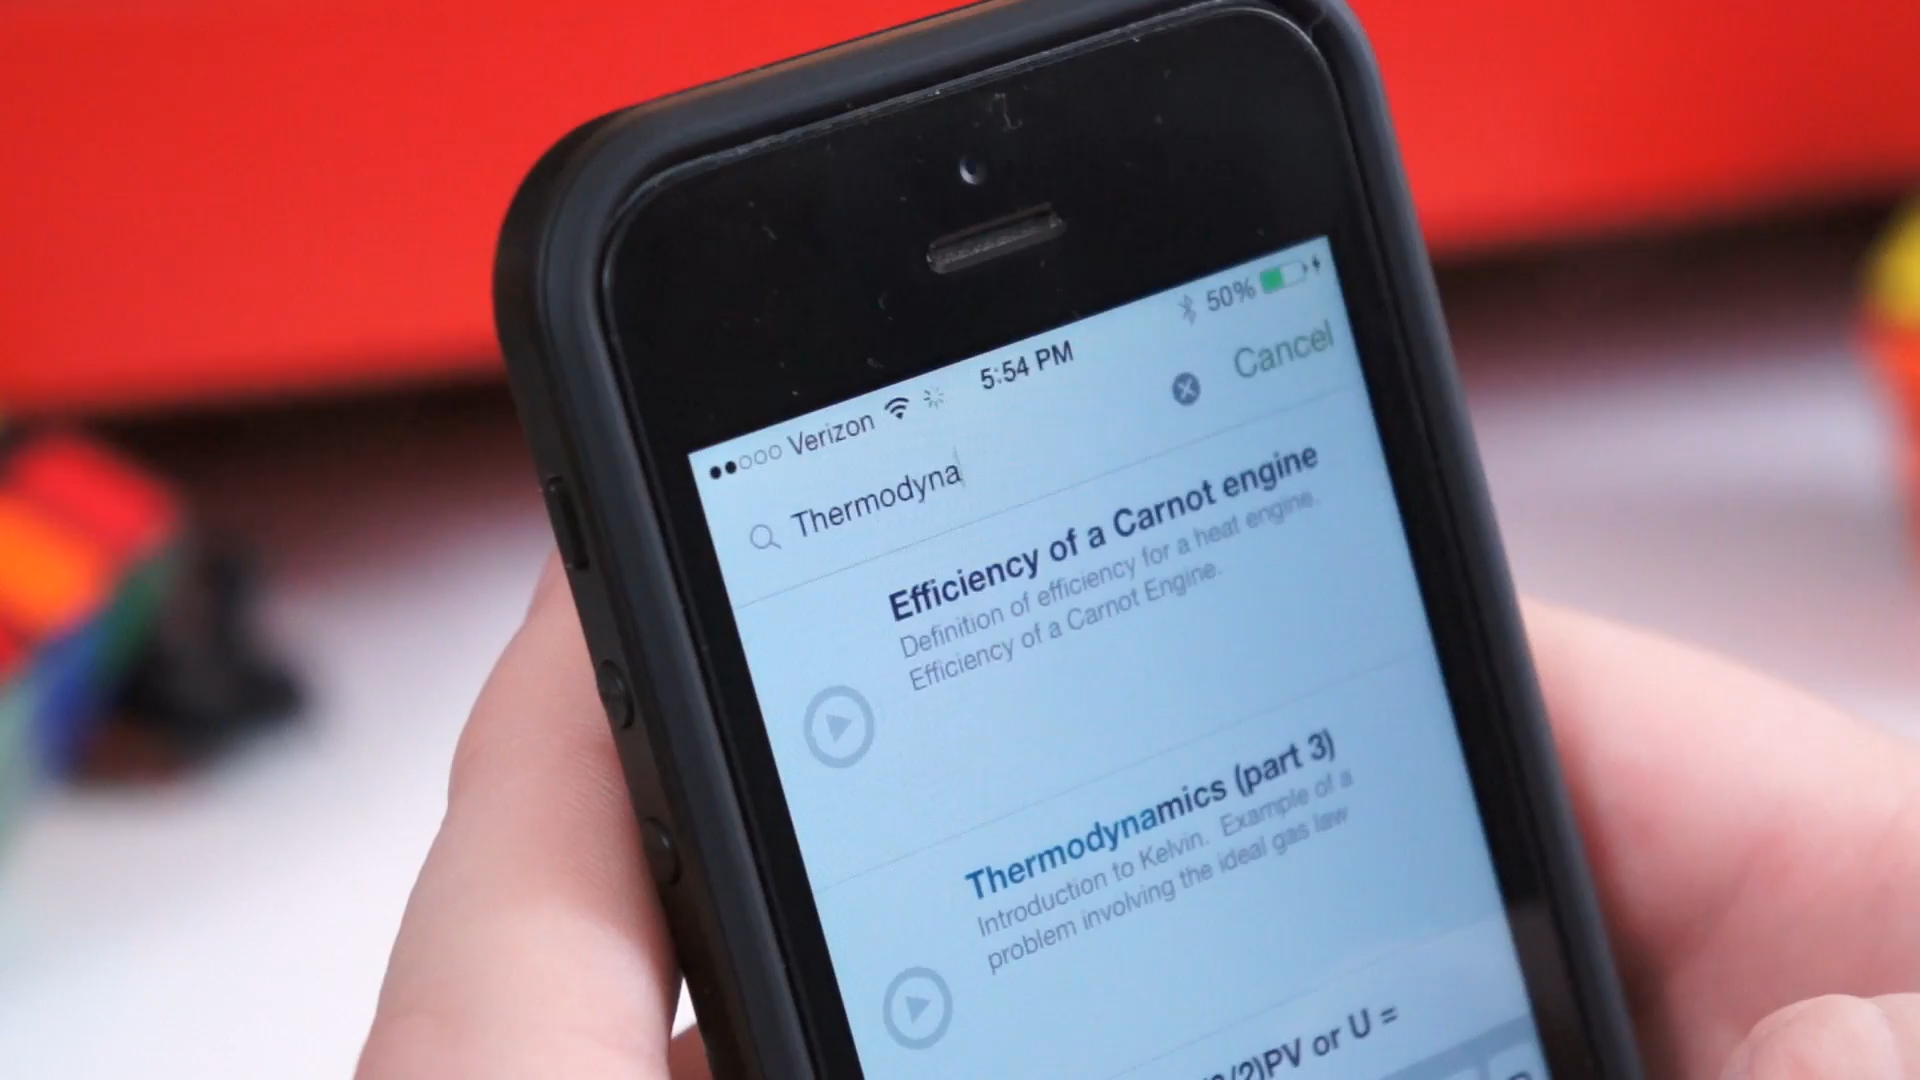 Verizon 5:54 PM 50%
Thermodyna Cancel
Efficiency of a Carnot engine
Definition of efficiency for a heat engine.
Efficiency of a Carnot Engine.
Thermodynamics (part 3)
Introduction to Kelvin. Example of a
problem involving the ideal gas law
/2)PV or U =